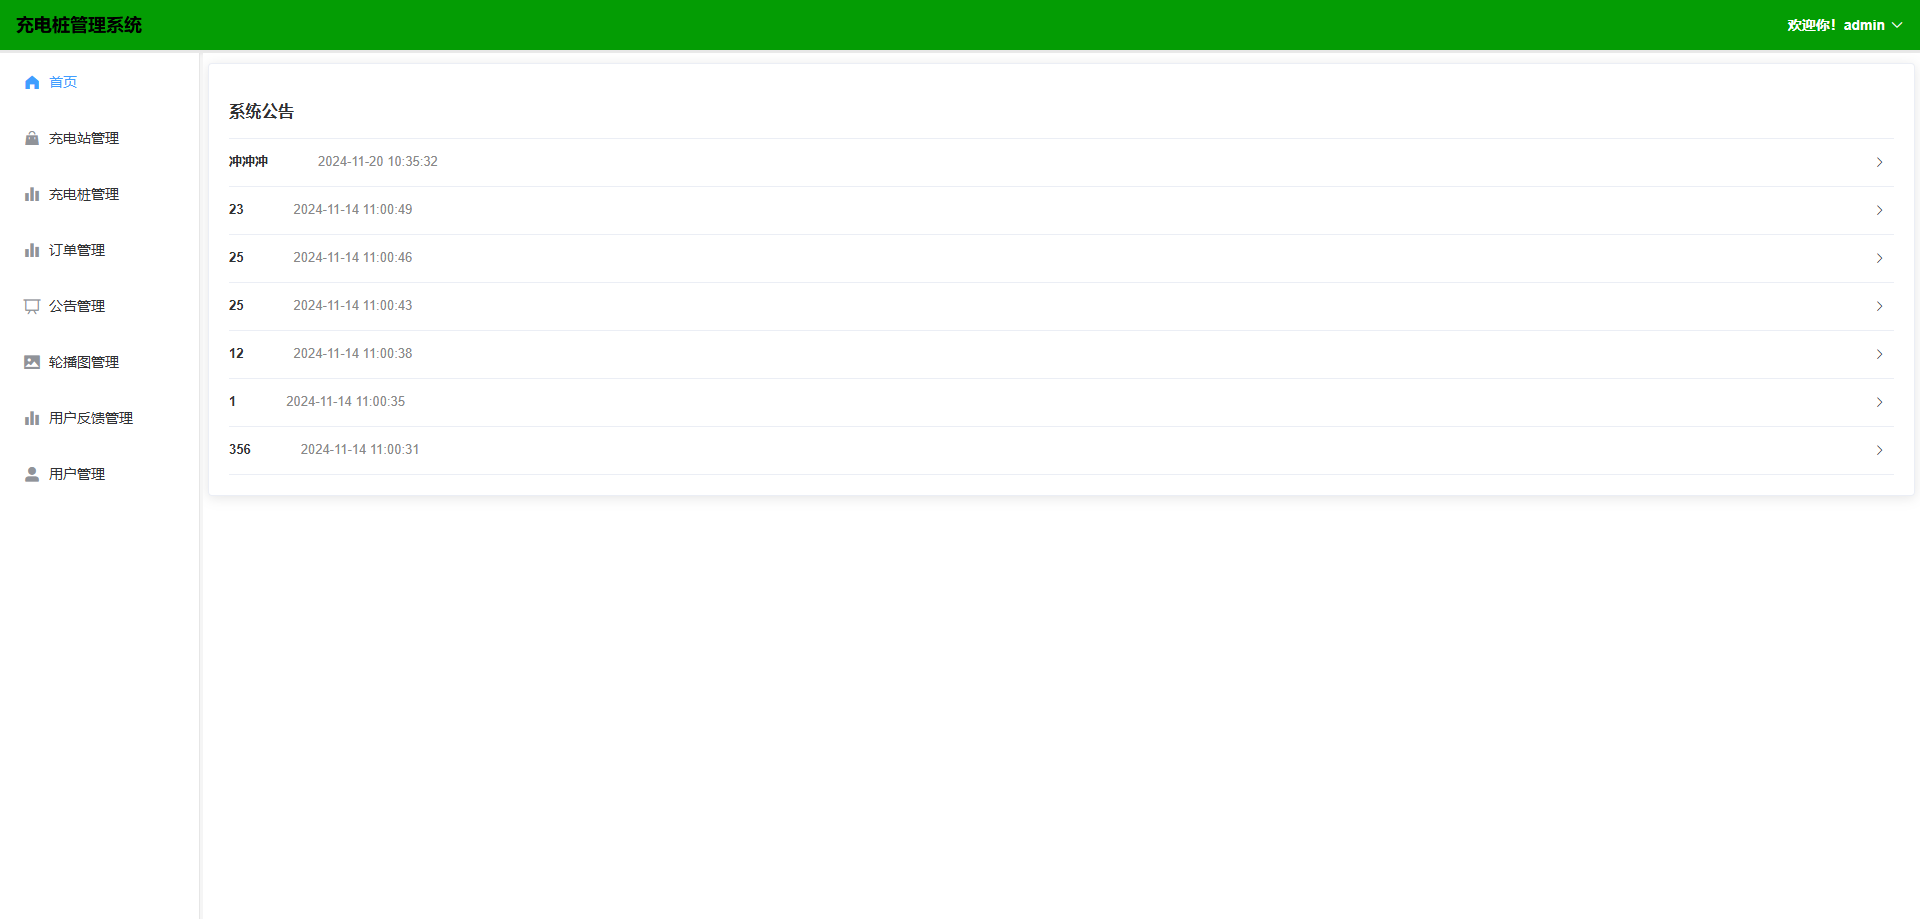 充电桩管理系统
欢迎你！admin
首页
充电站管理
充电桩管理
订单管理
公告管理
轮播图管理
用户反馈管理
用户管理
系统公告
冲冲冲 2024-11-20 10:35:32
23 2024-11-14 11:00:49
25 2024-11-14 11:00:46
25 2024-11-14 11:00:43
12 2024-11-14 11:00:38
1 2024-11-14 11:00:35
356 2024-11-14 11:00:31